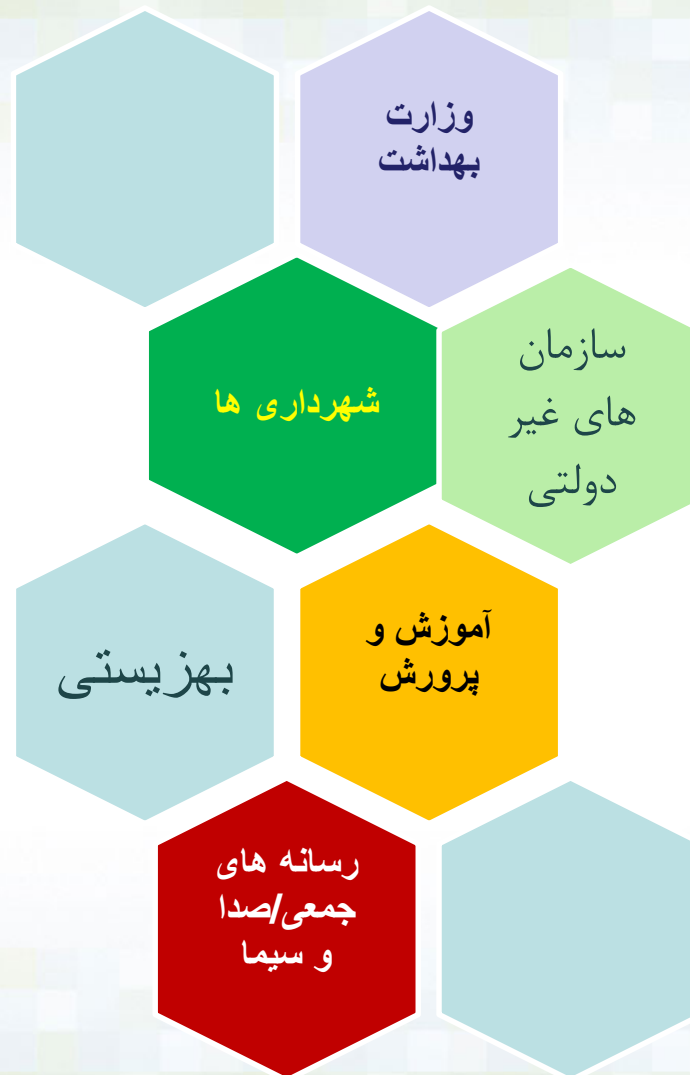 وزارت
بهداشت
سازمان
های غیر
دولتی
شهرداری ها
آموزش و
پرورش
بهزیستی
رسانه های
جمعی/صدا
و سیما